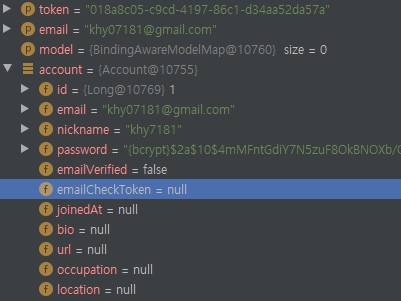 p token = "018a8c05-c9cd-4197-86c1-d34aa52da57a"
p email = "khy07181@gmail.com"
p model = {BindingAwareModelMap@10760} size = 0
account = {Account@10755}
f id = {Long@10769} 1
f email = "khy07181@gmail.com"
f nickname = "khy7181"
f password = "{bcrypt}$2a$10$4mMFntGdiY7N5zuF8OkBNOXb/
f emailVerified = false
f emailCheckToken = null
f joinedAt = null
f bio = null
f url = null
f occupation = null
f location = null